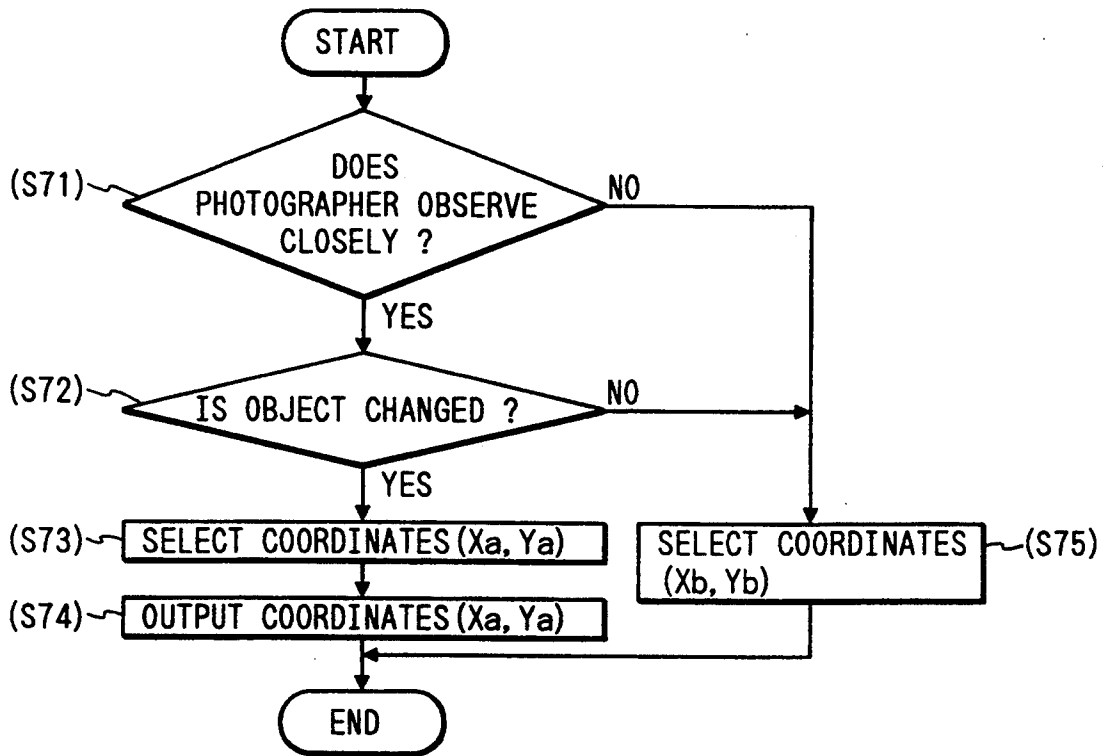 START
(S71)
DOES
PHOTOGRAPHER OBSERVE
CLOSELY ?
NO
YES
(S72)
IS OBJECT CHANGED ?
NO
YES
(S73)
SELECT COORDINATES (Xa, Ya)
SELECT COORDINATES
(Xb, Yb)
(S75)
(S74)
OUTPUT COORDINATES (Xa, Ya)
END